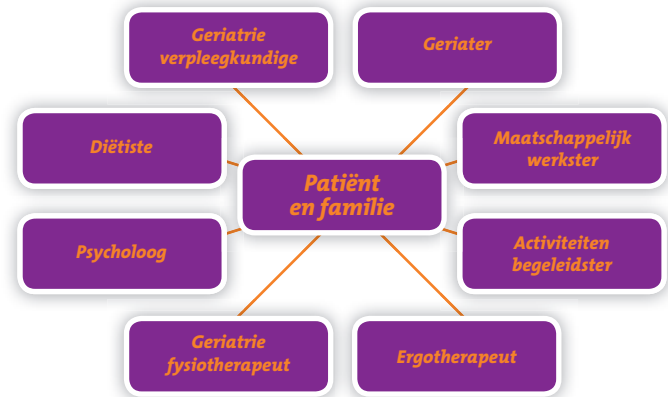 Geriatrie
verpleegkundige
Geriater
Diëtiste
Maatschappelijk
werkster
Patiënt
en familie
Psycholoog
Activiteiten
begeleidster
Geriatrie
fysiotherapeut
Ergotherapeut